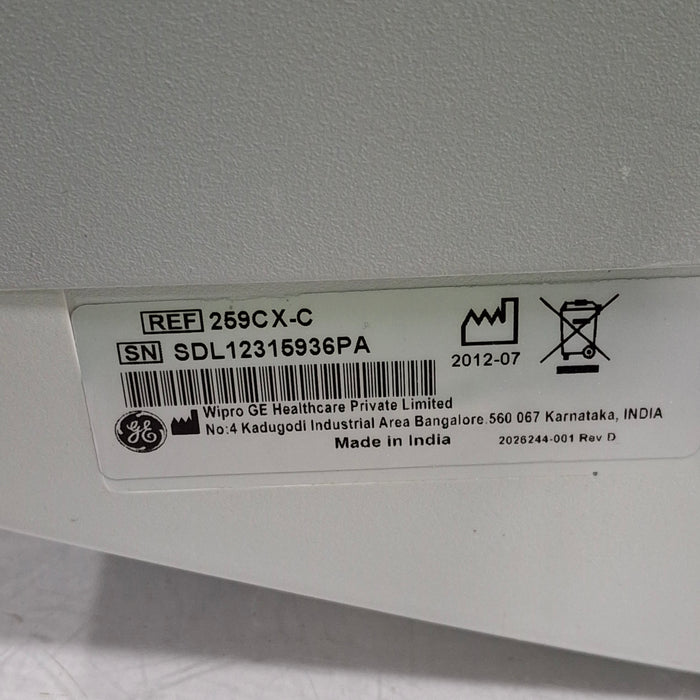 REF 259CX-C
SN SDL12315936PA
2012-07
GE
Wipro GE Healthcare Private Limited
No:4 Kadugodi Industrial Area Bangalore.560 067 Karnataka, INDIA
Made in India
2026244-001 Rev D